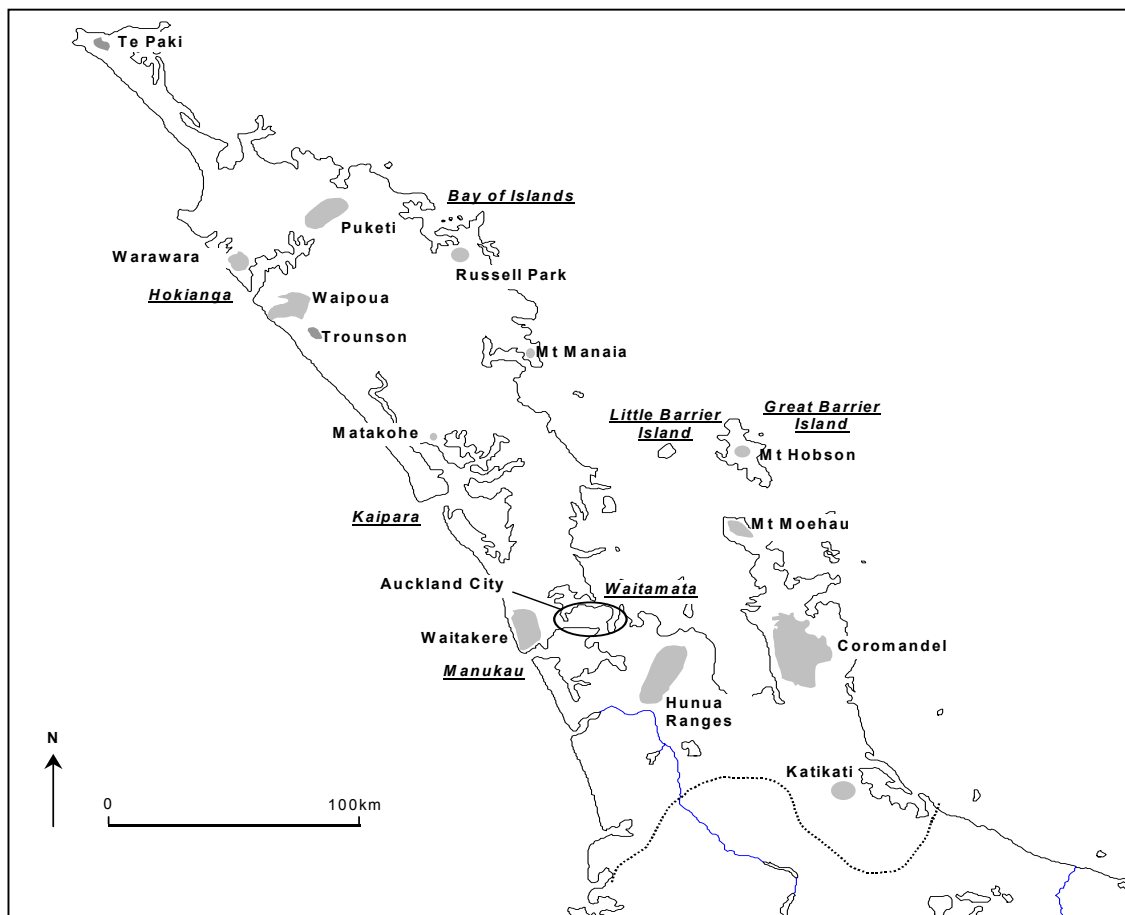 Te Paki
Bay of Islands
Puketi
Warawara
Russell Park
Hokianga
Waipoua
Trounson
Mt Manaia
Little Barrier
Island
Great Barrier
Island
Matakohe
Mt Hobson
Kaipara
Mt Moehau
Auckland City
Waitamata
Waitakere
Coromandel
Manukau
Hunua
Ranges
N
Katikati
0
100km